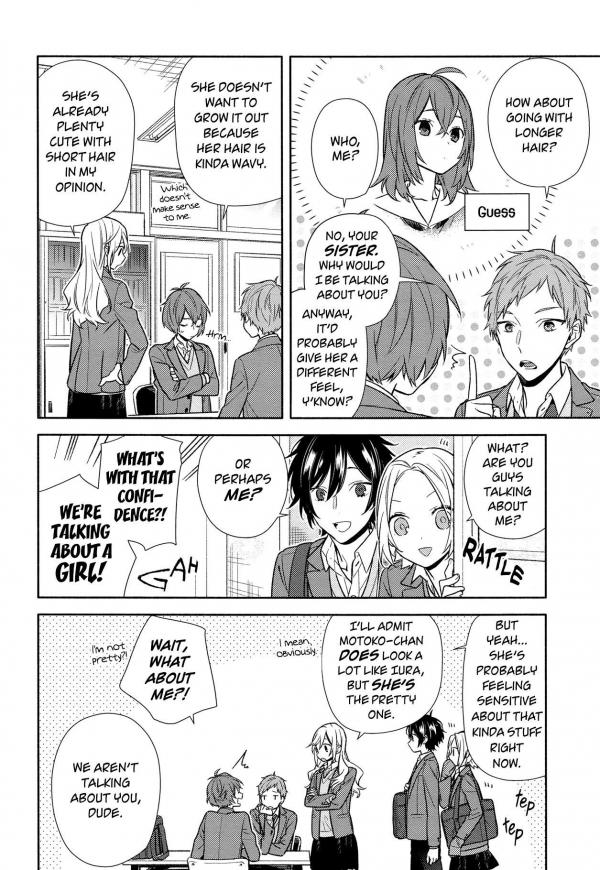 HOW ABOUT
GOING WITH
LONGER
HAIR?
WHO,
ME?
Guess
NO, YOUR
SISTER.
WHY WOULD
I BE TALKING
ABOUT YOU?
ANYWAY,
IT'D
PROBABLY
GIVE HER A
DIFFERENT
FEEL,
Y'KNOW?
SHE DOESN'T
WANT TO
GROW IT OUT
BECAUSE
HER HAIR IS
KINDA WAVY.
Which
doesn't
make sense
to me.
SHE'S
ALREADY
PLENTY
CUTE WITH
SHORT HAIR
IN MY
OPINION.
Hrm...
WHAT?
ARE YOU
GUYS
TALKING
ABOUT
ME?
RATTLE
OR
PERHAPS
ME?
WHAT'S
WITH THAT
CONFI-
DENCE?!
WE'RE
TALKING
ABOUT A
GIRL!
GAH
BUT
YEAH...
SHE'S
PROBABLY
FEELING
SENSITIVE
ABOUT THAT
KINDA STUFF
RIGHT
NOW.
tep
tep
I'LL ADMIT
MOTOKO-CHAN
DOES LOOK A
LOT LIKE IURA,
BUT SHE'S
THE PRETTY
ONE.
I mean,
obviously.
WAIT,
WHAT
ABOUT
ME?!
I'm not
pretty?!
WE AREN'T
TALKING
ABOUT YOU,
DUDE.